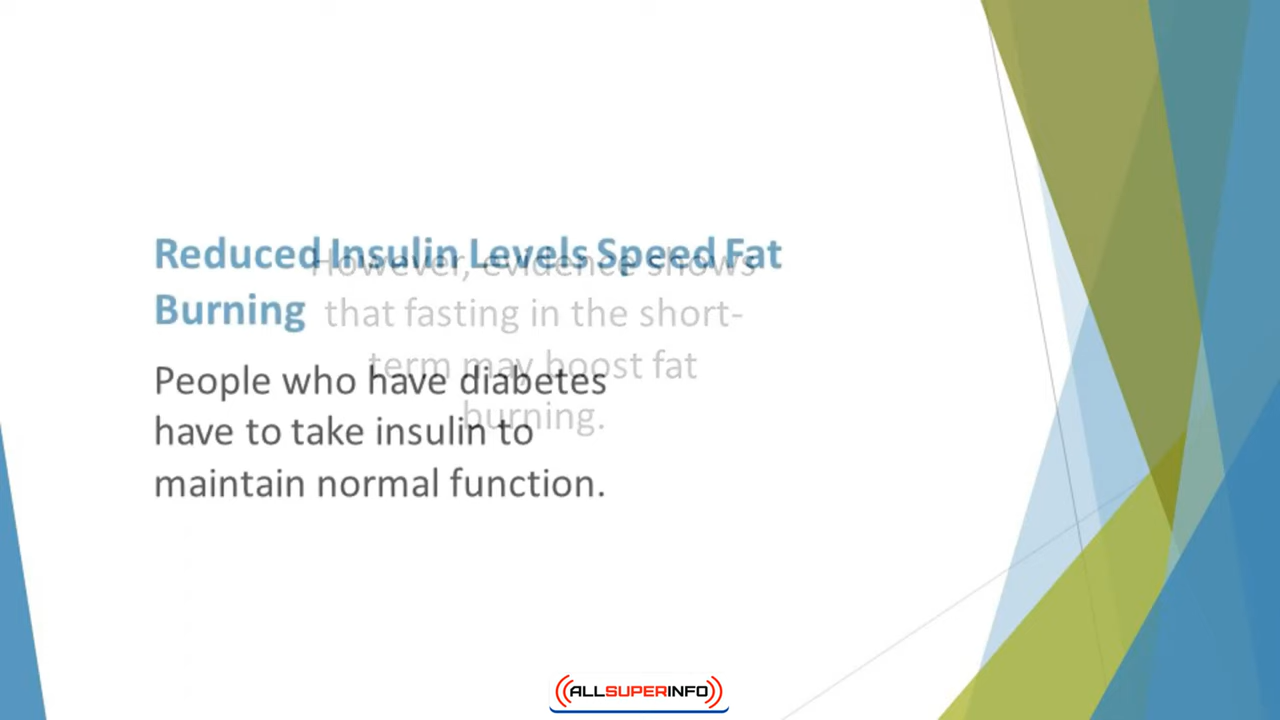 Reduced Insulin Levels Speed Fat
Burning
People who have diabetes
have to take insulin to
maintain normal function.
However, evidence shows
that fasting in the short-
term may boost fat
burning.
ALLSUPERINFO